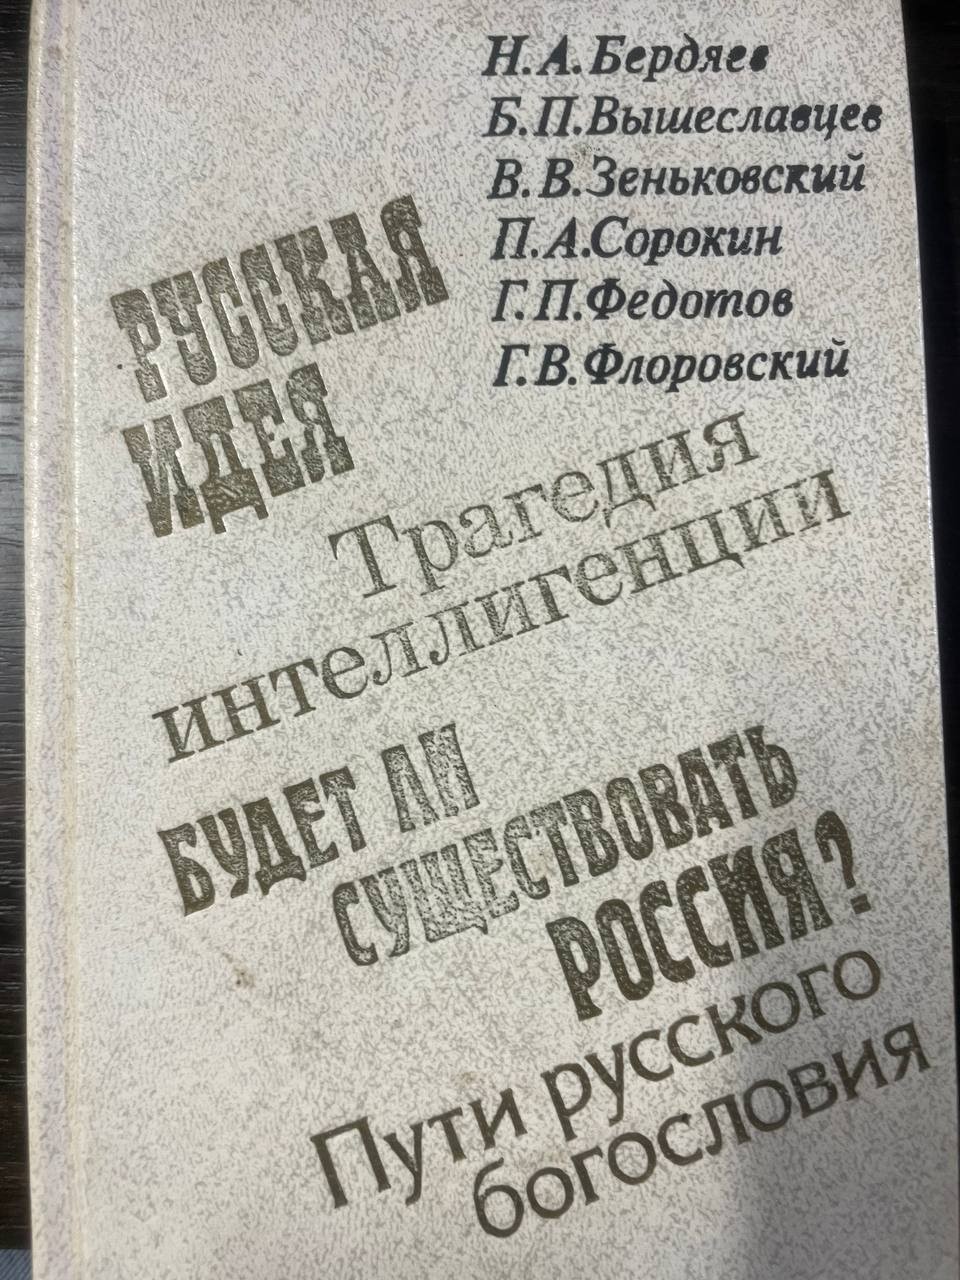 Н.А.Бердяев
Б.П.Вышеславцев
В.В.Зеньковский
П.А.Сорокин
Г.П.Федотов
Г.В.Флоровский
РУССКАЯ
ИДЕЯ
Трагедия
интеллигенции
БУДЕТ ЛИ
СУЩЕСТВОВАТЬ
РОССИЯ?
Пути русского
богословия